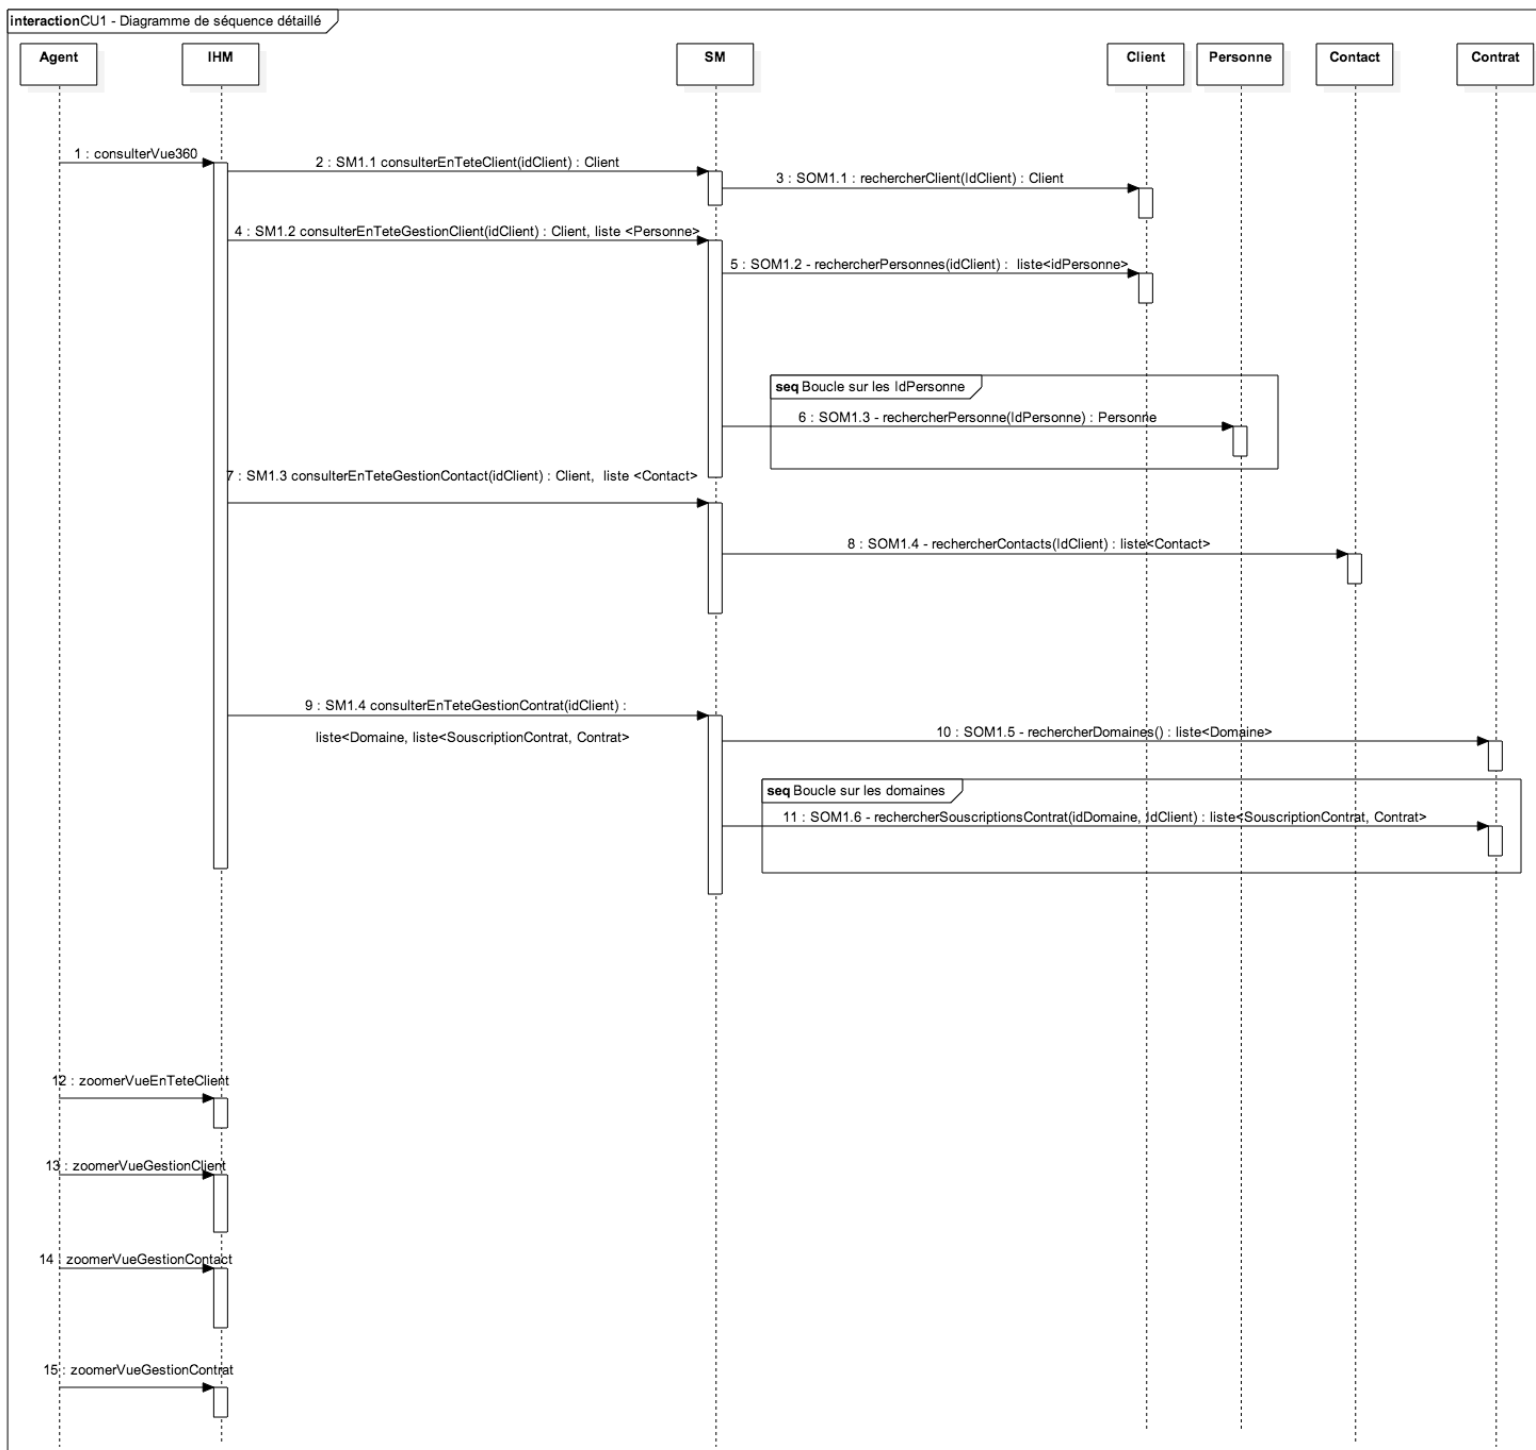 interactionCU1 - Diagramme de séquence détaillé
Agent
IHM
SM
Client
Personne
Contact
Contrat
1 : consulterVue360
2 : SM1.1 consulterEnTeteClient(idClient) : Client
3 : SOM1.1 : rechercherClient(IdClient) : Client
4 : SM1.2 consulterEnTeteGestionClient(idClient) : Client, liste <Personne>
5 : SOM1.2 - rechercherPersonnes(idClient) :  liste<idPersonne>
seq Boucle sur les IdPersonne
6 : SOM1.3 - rechercherPersonne(IdPersonne) : Personne
7 : SM1.3 consulterEnTeteGestionContact(idClient) : Client,  liste <Contact>
8 : SOM1.4 - rechercherContacts(IdClient) : liste<Contact>
9 : SM1.4 consulterEnTeteGestionContrat(idClient) :
liste<Domaine, liste<SouscriptionContrat, Contrat>
10 : SOM1.5 - rechercherDomaines() : liste<Domaine>
seq Boucle sur les domaines
11 : SOM1.6 - rechercherSouscriptionsContrat(idDomaine, IdClient) : liste<SouscriptionContrat, Contrat>
12 : zoomerVueEnTeteClient
13 : zoomerVueGestionClient
14 : zoomerVueGestionContact
15 : zoomerVueGestionContrat